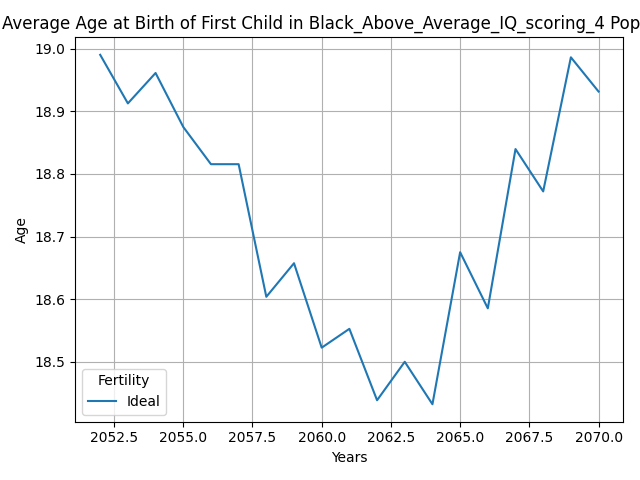 Average Age at Birth of First Child in Black_Above_Average_IQ_scoring_4 Pop
19.0
18.9
18.8
18.7
18.6
18.5
Age
Fertility
Ideal
2052.5 2055.0 2057.5 2060.0 2062.5 2065.0 2067.5 2070.0
Years